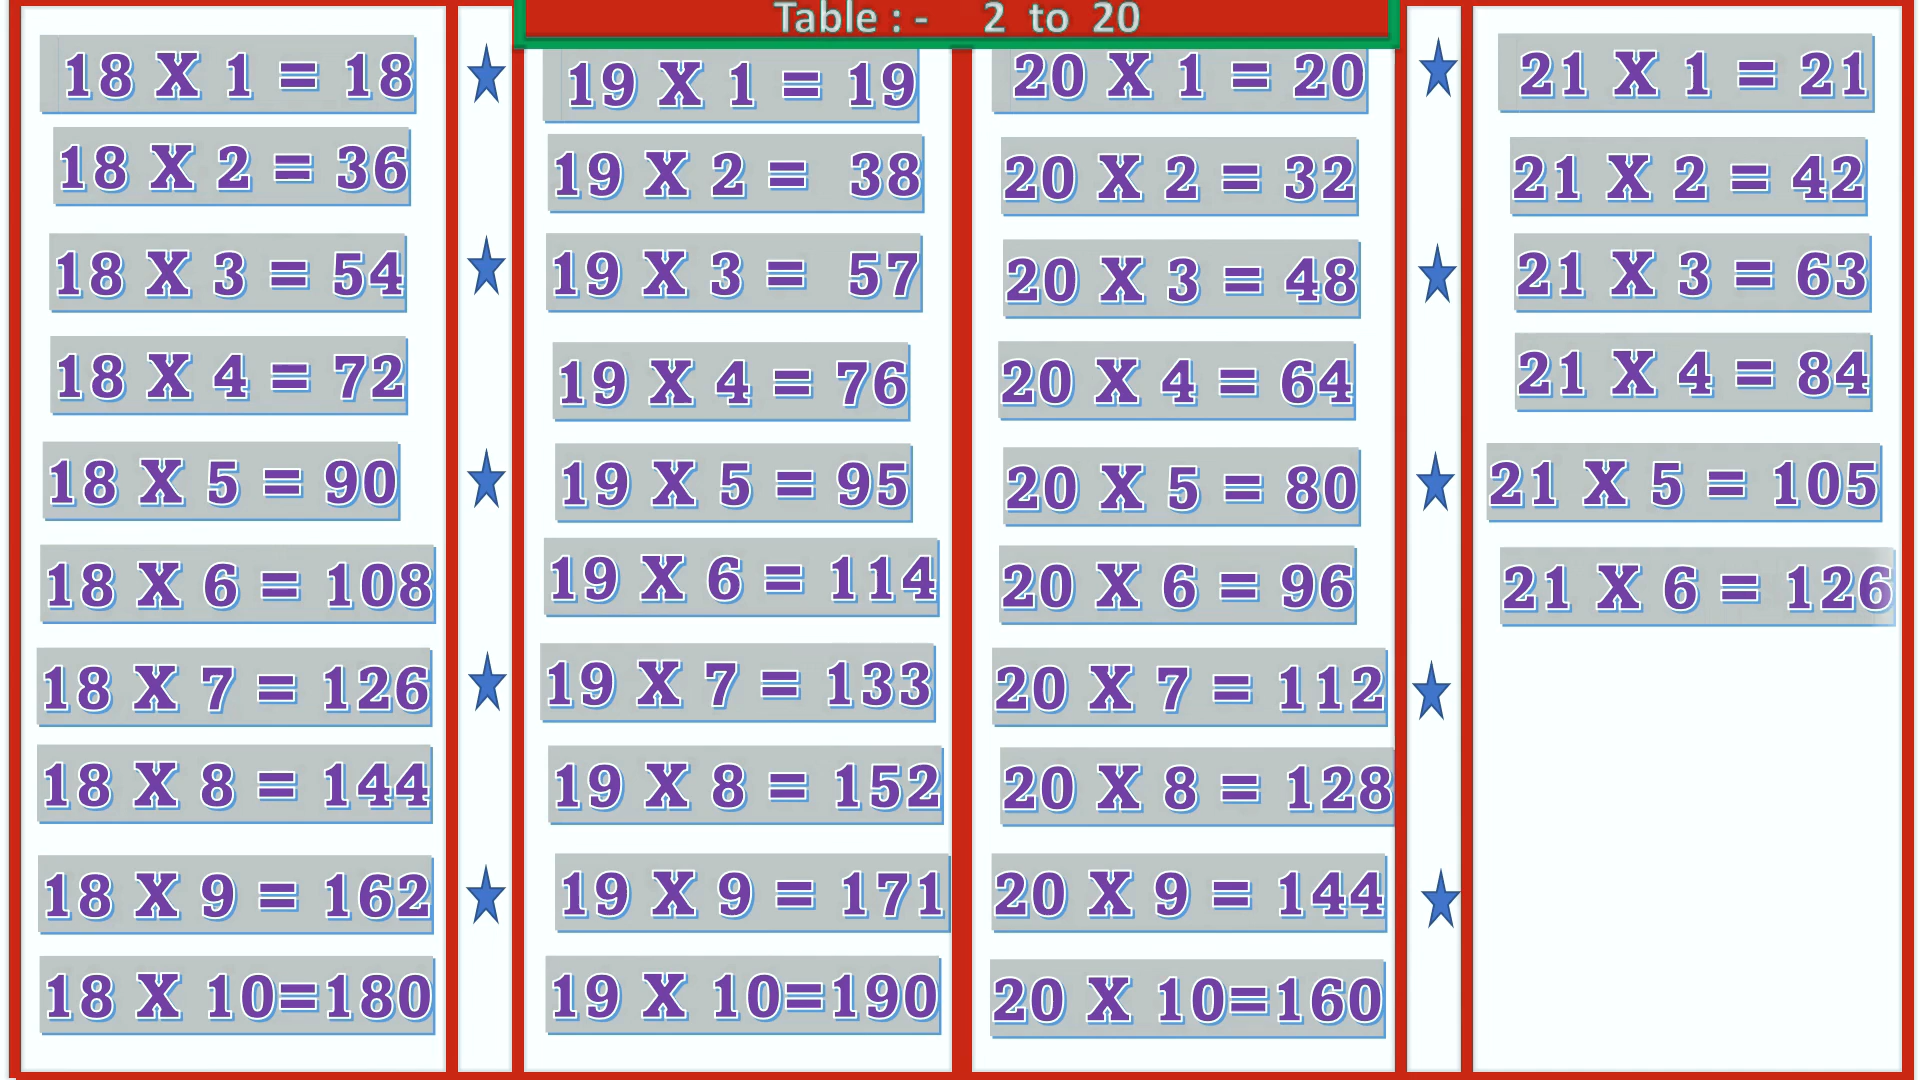 Table : - 2 to 20
18 X 1 = 18
18 X 2 = 36
18 X 3 = 54
18 X 4 = 72
18 X 5 = 90
18 X 6 = 108
18 X 7 = 126
18 X 8 = 144
18 X 9 = 162
18 X 10=180
19 X 1 = 19
19 X 2 = 38
19 X 3 = 57
19 X 4 = 76
19 X 5 = 95
19 X 6 = 114
19 X 7 = 133
19 X 8 = 152
19 X 9 = 171
19 X 10=190
20 X 1 = 20
20 X 2 = 32
20 X 3 = 48
20 X 4 = 64
20 X 5 = 80
20 X 6 = 96
20 X 7 = 112
20 X 8 = 128
20 X 9 = 144
20 X 10=160
21 X 1 = 21
21 X 2 = 42
21 X 3 = 63
21 X 4 = 84
21 X 5 = 105
21 X 6 = 126